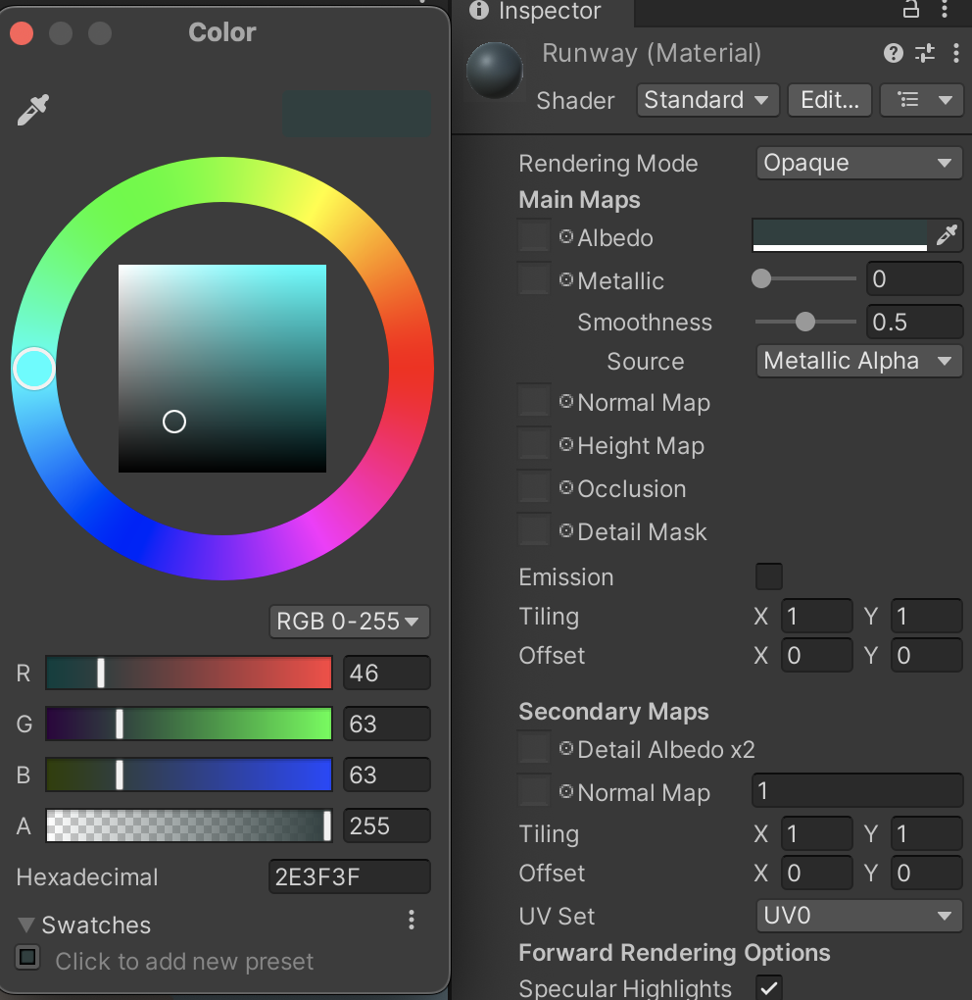 Color
RGB 0-255
R 46
G 63
B 63
A 255
Hexadecimal 2E3F3F
Swatches
Click to add new preset
Inspector
Runway (Material)
Shader Standard Edit...
Rendering Mode Opaque
Main Maps
Albedo
Metallic 0
Smoothness 0.5
Source Metallic Alpha
Normal Map
Height Map
Occlusion
Detail Mask
Emission
Tiling X 1 Y 1
Offset X 0 Y 0
Secondary Maps
Detail Albedo x2
Normal Map 1
Tiling X 1 Y 1
Offset X 0 Y 0
UV Set UV0
Forward Rendering Options
Specular Highlights